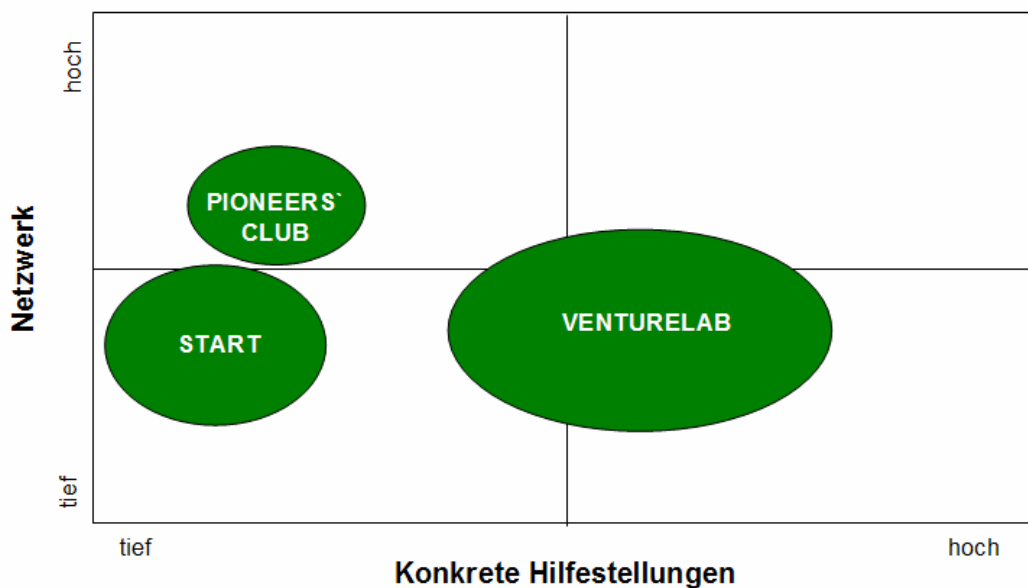 hoch
Netzwerk
tief
PIONEERS`
CLUB
START
VENTURELAB
tief
hoch
Konkrete Hilfestellungen